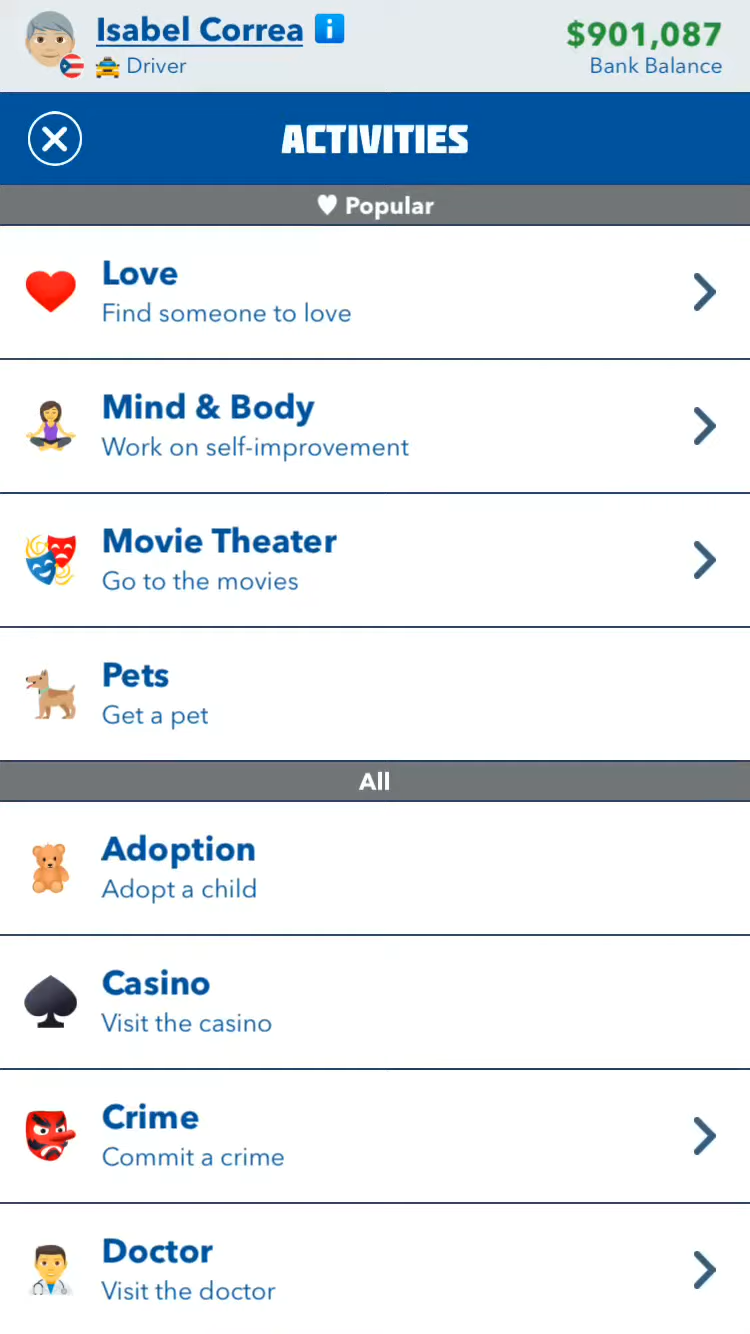 Isabel Correa
$901,087
Driver
Bank Balance
ACTIVITIES
Popular
Love
Find someone to love
Mind & Body
Work on self-improvement
Movie Theater
Go to the movies
Pets
Get a pet
All
Adoption
Adopt a child
Casino
Visit the casino
Crime
Commit a crime
Doctor
Visit the doctor